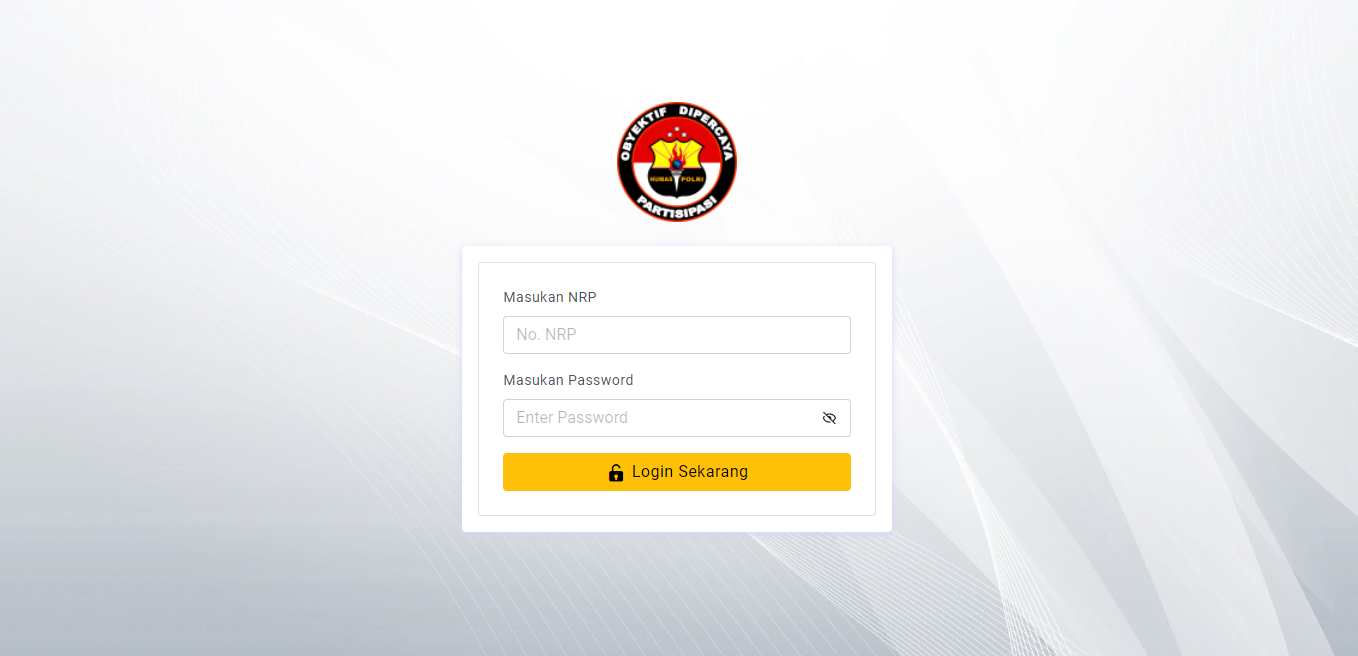 OBYEKTIF DIPERCAYA
HUMAS POLRI
PARTISIPASI
Masukan NRP
No. NRP
Masukan Password
Enter Password
Login Sekarang